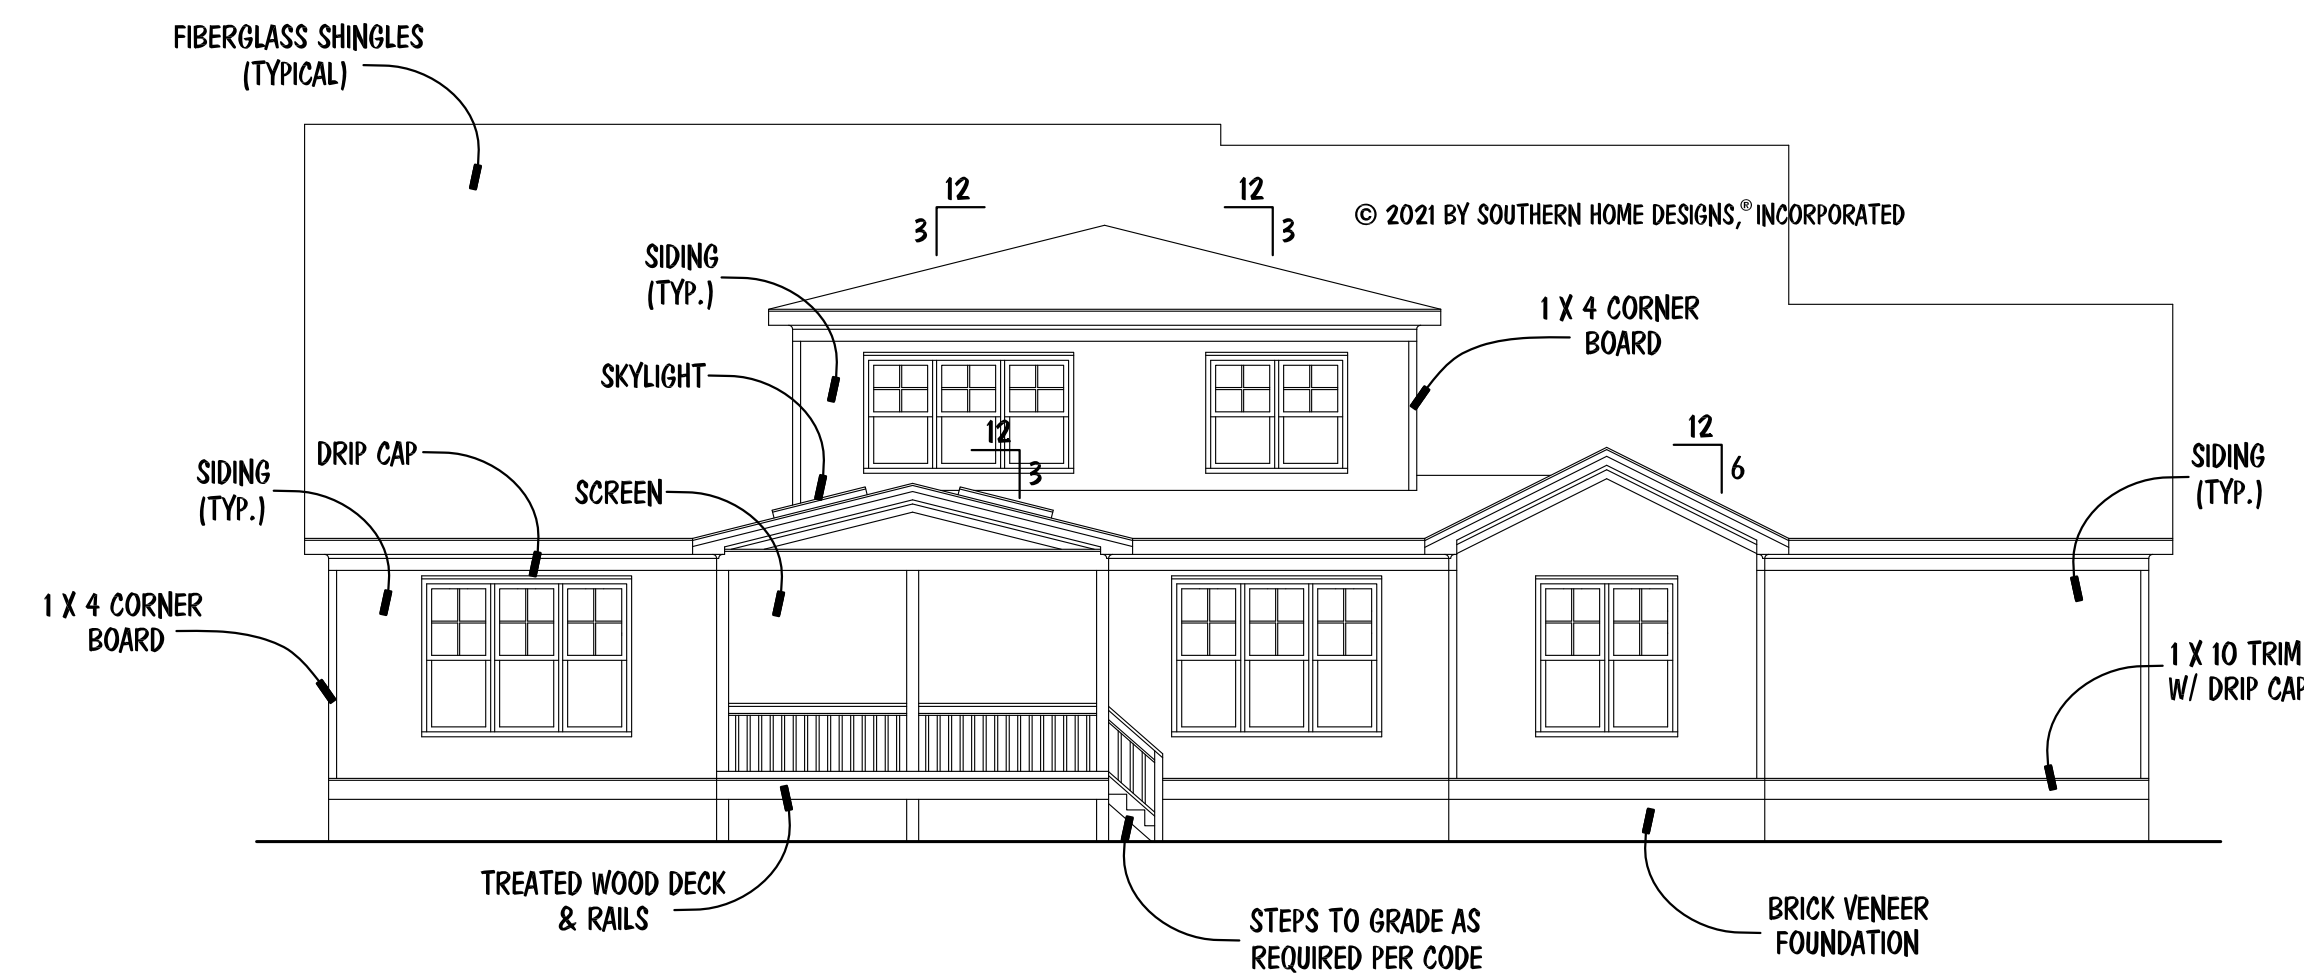 FIBERGLASS SHINGLES
(TYPICAL)
12
3
12
3
© 2021 BY SOUTHERN HOME DESIGNS,® INCORPORATED
SIDING
(TYP.)
1 X 4 CORNER
BOARD
SKYLIGHT
12
3
12
6
DRIP CAP
SIDING
(TYP.)
SCREEN
SIDING
(TYP.)
1 X 4 CORNER
BOARD
1 X 10 TRIM
W/ DRIP CAP
TREATED WOOD DECK
& RAILS
STEPS TO GRADE AS
REQUIRED PER CODE
BRICK VENEER
FOUNDATION